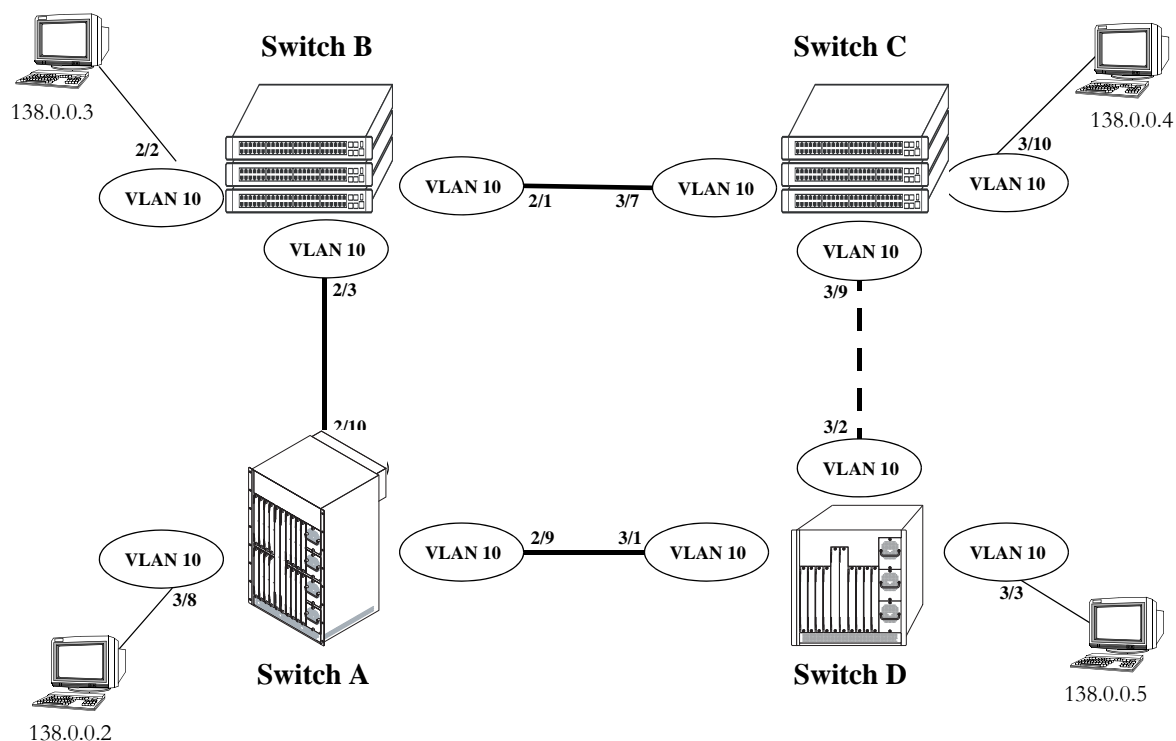 Switch B
Switch C
138.0.0.3
138.0.0.4
2/2
3/10
VLAN 10
VLAN 10
2/1
3/7
VLAN 10
VLAN 10
VLAN 10
VLAN 10
2/3
3/9
2/10
3/2
VLAN 10
VLAN 10
VLAN 10
2/9
3/1
VLAN 10
VLAN 10
3/8
3/3
Switch A
Switch D
138.0.0.2
138.0.0.5